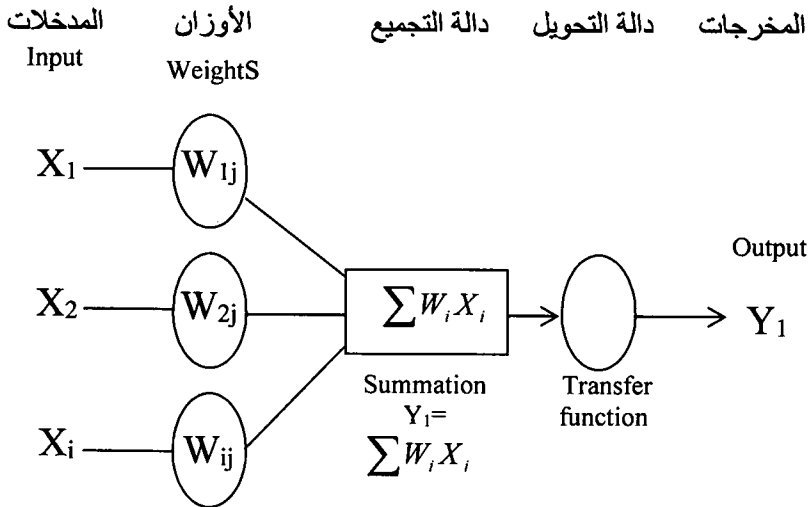 المدخلات الأوزان دالة التجميع دالة التحويل المخرجات
Input
WeightS
X₁ W₁ⱼ
Output
X₂ W₂ⱼ ∑WᵢXᵢ Y₁
Summation Transfer
Y₁= function
Xᵢ Wᵢⱼ ∑WᵢXᵢ